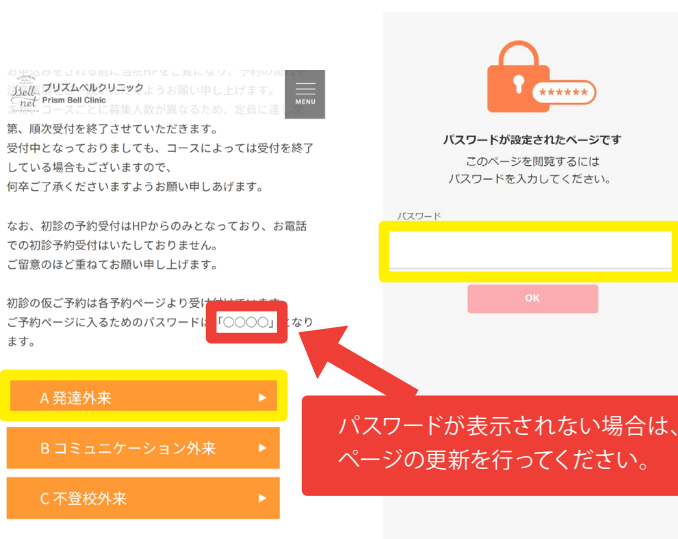 プリズムベルクリニック
Prism Bell Clinic
Bell
net
MENU
第、順次受付を終了させていただきます。
受付中となっておりましても、コースによっては受付を終了
している場合もございますので、
何卒ご了承くださいますようお願い申しあげます。
なお、初診の予約受付はHPからのみとなっており、お電話
での初診予約受付はいたしておりません。
ご留意のほど重ねてお願い申し上げます。
初診の仮ご予約は各予約ページより受け付けています。
ご予約ページに入るためのパスワードは「○○○○」となり
ます。
A 発達外来
B コミュニケーション外来
C 不登校外来
******
パスワードが設定されたページです
このページを閲覧するには
パスワードを入力してください。
パスワード
OK
パスワードが表示されない場合は、
ページの更新を行ってください。